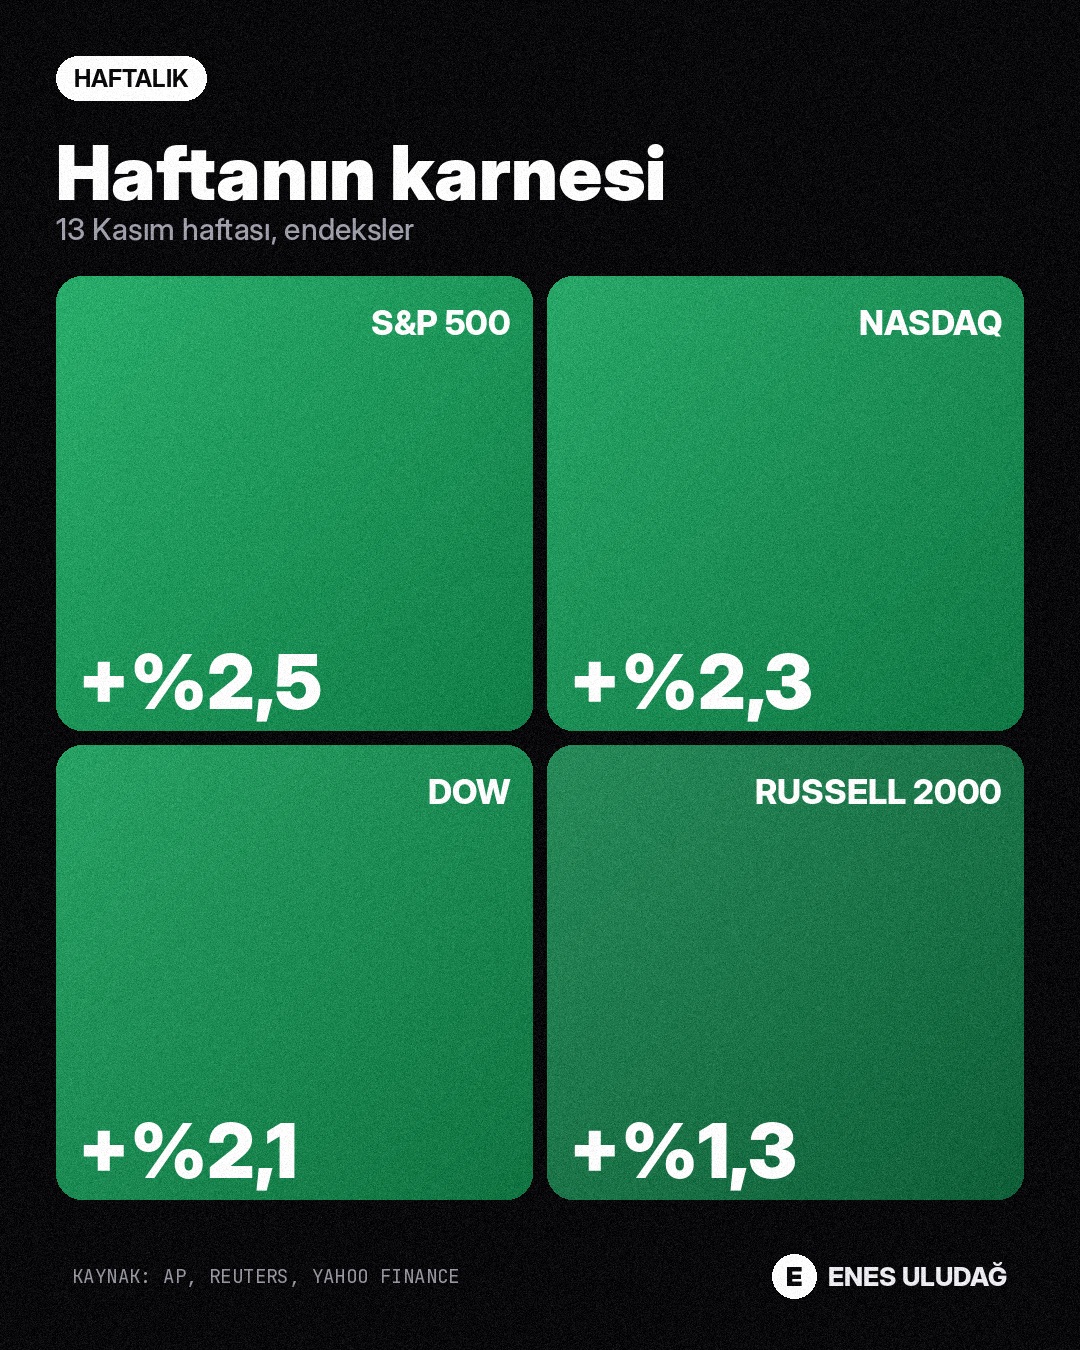 HAFTALIK
Haftanın karnesi
13 Kasım haftası, endeksler
S&P 500
+%2,5
NASDAQ
+%2,3
DOW
+%2,1
RUSSELL 2000
+%1,3
KAYNAK: AP, REUTERS, YAHOO FINANCE
E ENES ULUDAĞ